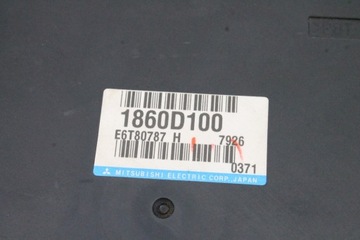 1860D100
E6T80787 H 7926
0371
MITSUBISHI ELECTRIC CORP. JAPAN